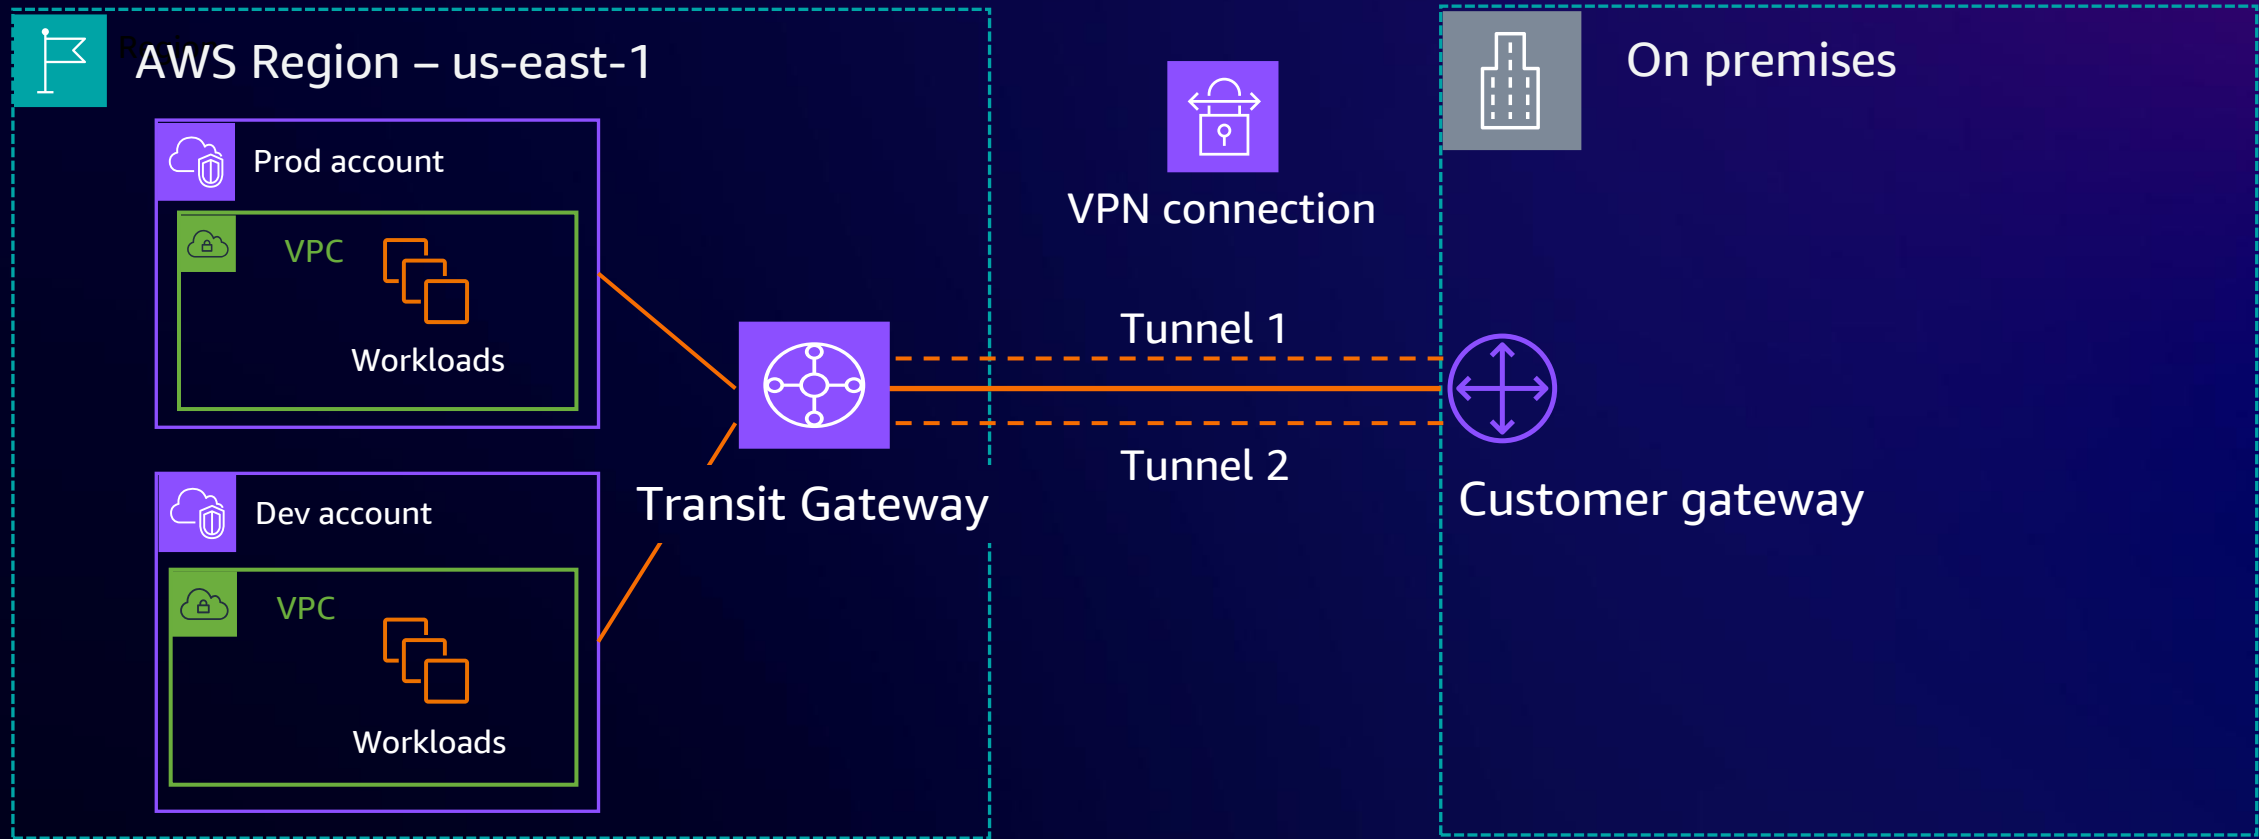 AWS Region – us-east-1
Prod account
VPC
Workloads
Dev account
VPC
Workloads
Transit Gateway
VPN connection
Tunnel 1
Tunnel 2
On premises
Customer gateway